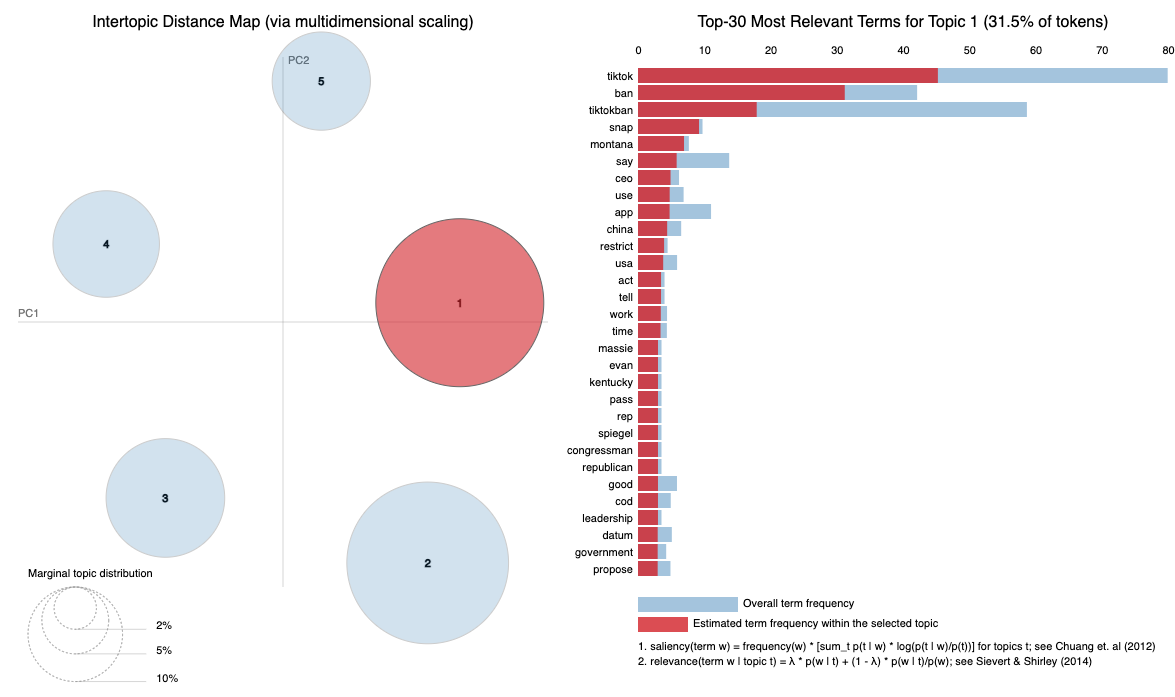 Intertopic Distance Map (via multidimensional scaling)
PC2
5
4
1
PC1
3
2
Marginal topic distribution
2%
5%
10%
Top-30 Most Relevant Terms for Topic 1 (31.5% of tokens)
0 10 20 30 40 50 60 70 80
tiktok
ban
tiktokban
snap
montana
say
ceo
use
app
china
restrict
usa
act
tell
work
time
massie
evan
kentucky
pass
rep
spiegel
congressman
republican
good
cod
leadership
datum
government
propose
Overall term frequency
Estimated term frequency within the selected topic
1. saliency(term w) = frequency(w) * [sum_t p(t | w) * log(p(t | w)/p(t))] for topics t; see Chuang et. al (2012)
2. relevance(term w | topic t) = λ * p(w | t) + (1 - λ) * p(w | t)/p(w); see Sievert & Shirley (2014)